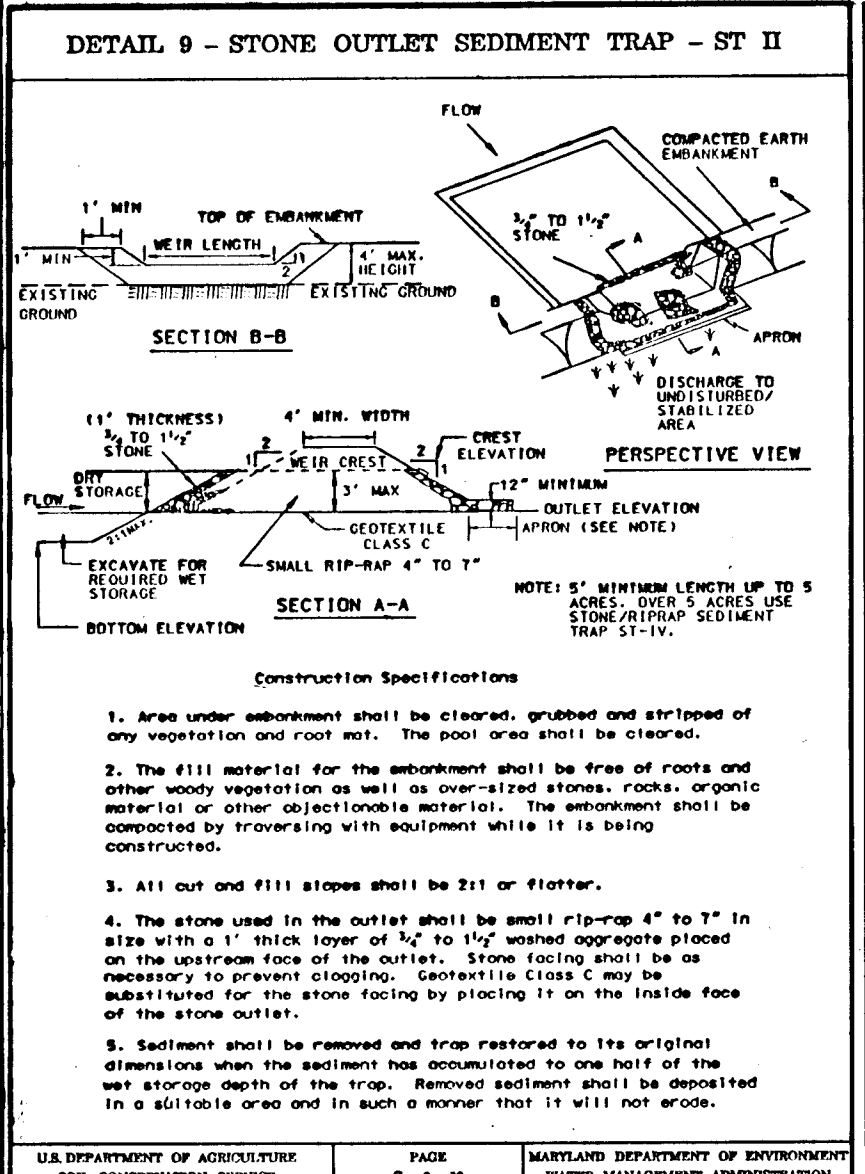 DETAIL 9 - STONE OUTLET SEDIMENT TRAP - ST II
FLOW
COMPACTED EARTH
EMBANKMENT
B
1' MIN
TOP OF EMBANKMENT
3/4" TO 1 1/2"
STONE
A
WEIR LENGTH
1' MIN
1
2
4' MAX.
HEIGHT
EXISTING
GROUND
EXISTING GROUND
B
SECTION B-B
APRON
A
DISCHARGE TO
UNDISTURBED/
STABILIZED
AREA
PERSPECTIVE VIEW
(1' THICKNESS)
3/4 TO 1 1/2"
STONE
4' MIN. WIDTH
2
1
WEIR CREST
2
1
CREST
ELEVATION
DRY
STORAGE
FLOW
3' MAX
12" MINIMUM
OUTLET ELEVATION
APRON (SEE NOTE)
2:1 MAX.
GEOTEXTILE
CLASS C
EXCAVATE FOR
REQUIRED WET
STORAGE
SMALL RIP-RAP 4" TO 7"
SECTION A-A
BOTTOM ELEVATION
NOTE: 5' MINIMUM LENGTH UP TO 5
ACRES. OVER 5 ACRES USE
STONE/RIPRAP SEDIMENT
TRAP ST-IV.
Construction Specifications
1. Area under embankment shall be cleared, grubbed and stripped of
any vegetation and root mat. The pool area shall be cleared.
2. The fill material for the embankment shall be free of roots and
other woody vegetation as well as over-sized stones, rocks, organic
material or other objectionable material. The embankment shall be
compacted by traversing with equipment while it is being
constructed.
3. All cut and fill slopes shall be 2:1 or flatter.
4. The stone used in the outlet shall be small rip-rap 4" to 7" in
size with a 1' thick layer of 3/4" to 1 1/2" washed aggregate placed
on the upstream face of the outlet. Stone facing shall be as
necessary to prevent clogging. Geotextile Class C may be
substituted for the stone facing by placing it on the inside face
of the stone outlet.
5. Sediment shall be removed and trap restored to its original
dimensions when the sediment has accumulated to one half of the
wet storage depth of the trap. Removed sediment shall be deposited
in a suitable area and in such a manner that it will not erode.
U.S. DEPARTMENT OF AGRICULTURE
PAGE
MARYLAND DEPARTMENT OF ENVIRONMENT